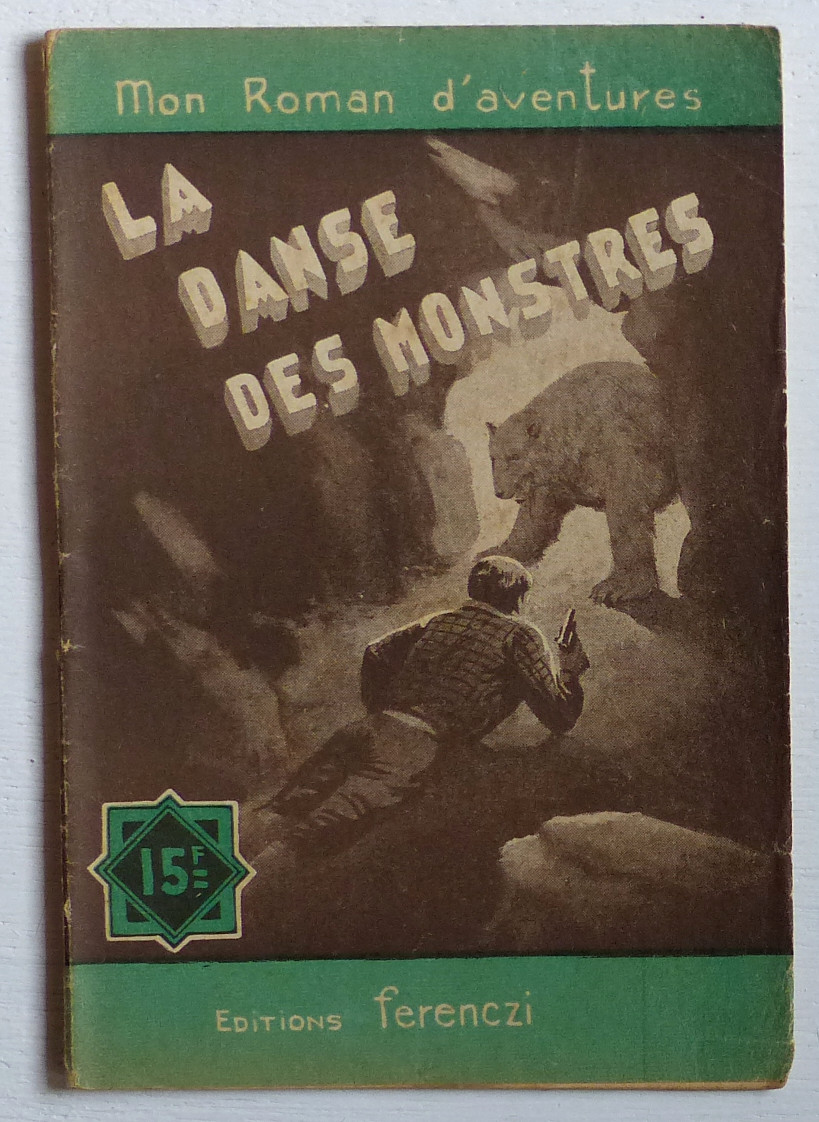 Mon Roman d'aventures
LA
DANSE
DES MONSTRES
15F
EDITIONS ferenczi